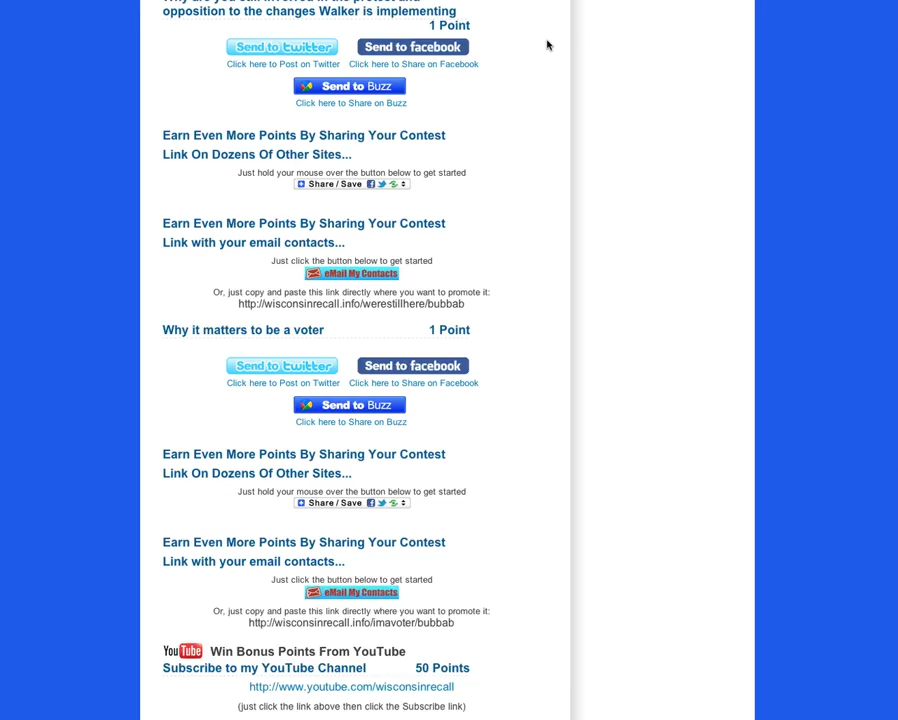 opposition to the changes Walker is implementing
1 Point
Send to twitter Send to facebook
Click here to Post on Twitter Click here to Share on Facebook
Send to Buzz
Click here to Share on Buzz
Earn Even More Points By Sharing Your Contest
Link On Dozens Of Other Sites...
Just hold your mouse over the button below to get started
Share / Save
Earn Even More Points By Sharing Your Contest
Link with your email contacts...
Just click the button below to get started
eMail My Contacts
Or, just copy and paste this link directly where you want to promote it:
http://wisconsinrecall.info/werestillhere/bubbab
Why it matters to be a voter 1 Point
Send to twitter Send to facebook
Click here to Post on Twitter Click here to Share on Facebook
Send to Buzz
Click here to Share on Buzz
Earn Even More Points By Sharing Your Contest
Link On Dozens Of Other Sites...
Just hold your mouse over the button below to get started
Share / Save
Earn Even More Points By Sharing Your Contest
Link with your email contacts...
Just click the button below to get started
eMail My Contacts
Or, just copy and paste this link directly where you want to promote it:
http://wisconsinrecall.info/imavoter/bubbab
YouTube Win Bonus Points From YouTube
Subscribe to my YouTube Channel 50 Points
http://www.youtube.com/wisconsinrecall
(just click the link above then click the Subscribe link)